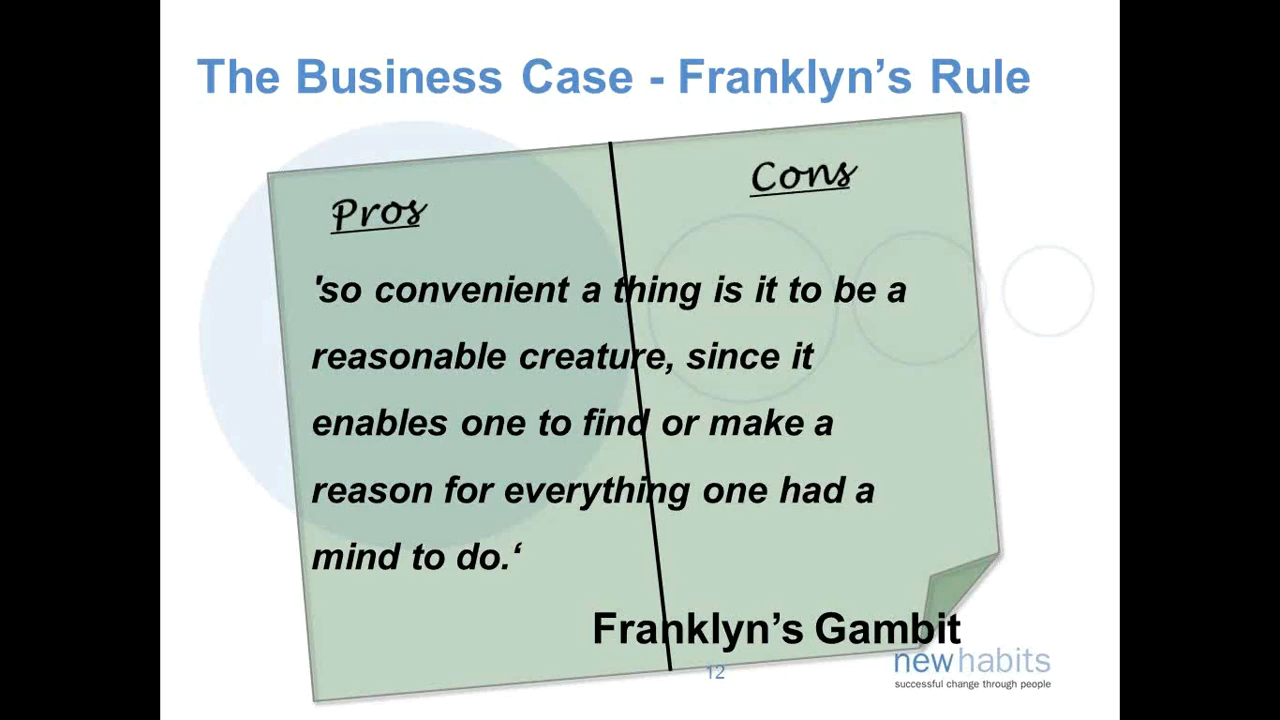 The Business Case - Franklyn’s Rule
Pros
Cons
'so convenient a thing is it to be a
reasonable creature, since it
enables one to find or make a
reason for everything one had a
mind to do.‘
Franklyn’s Gambit
12
newhabits
successful change through people